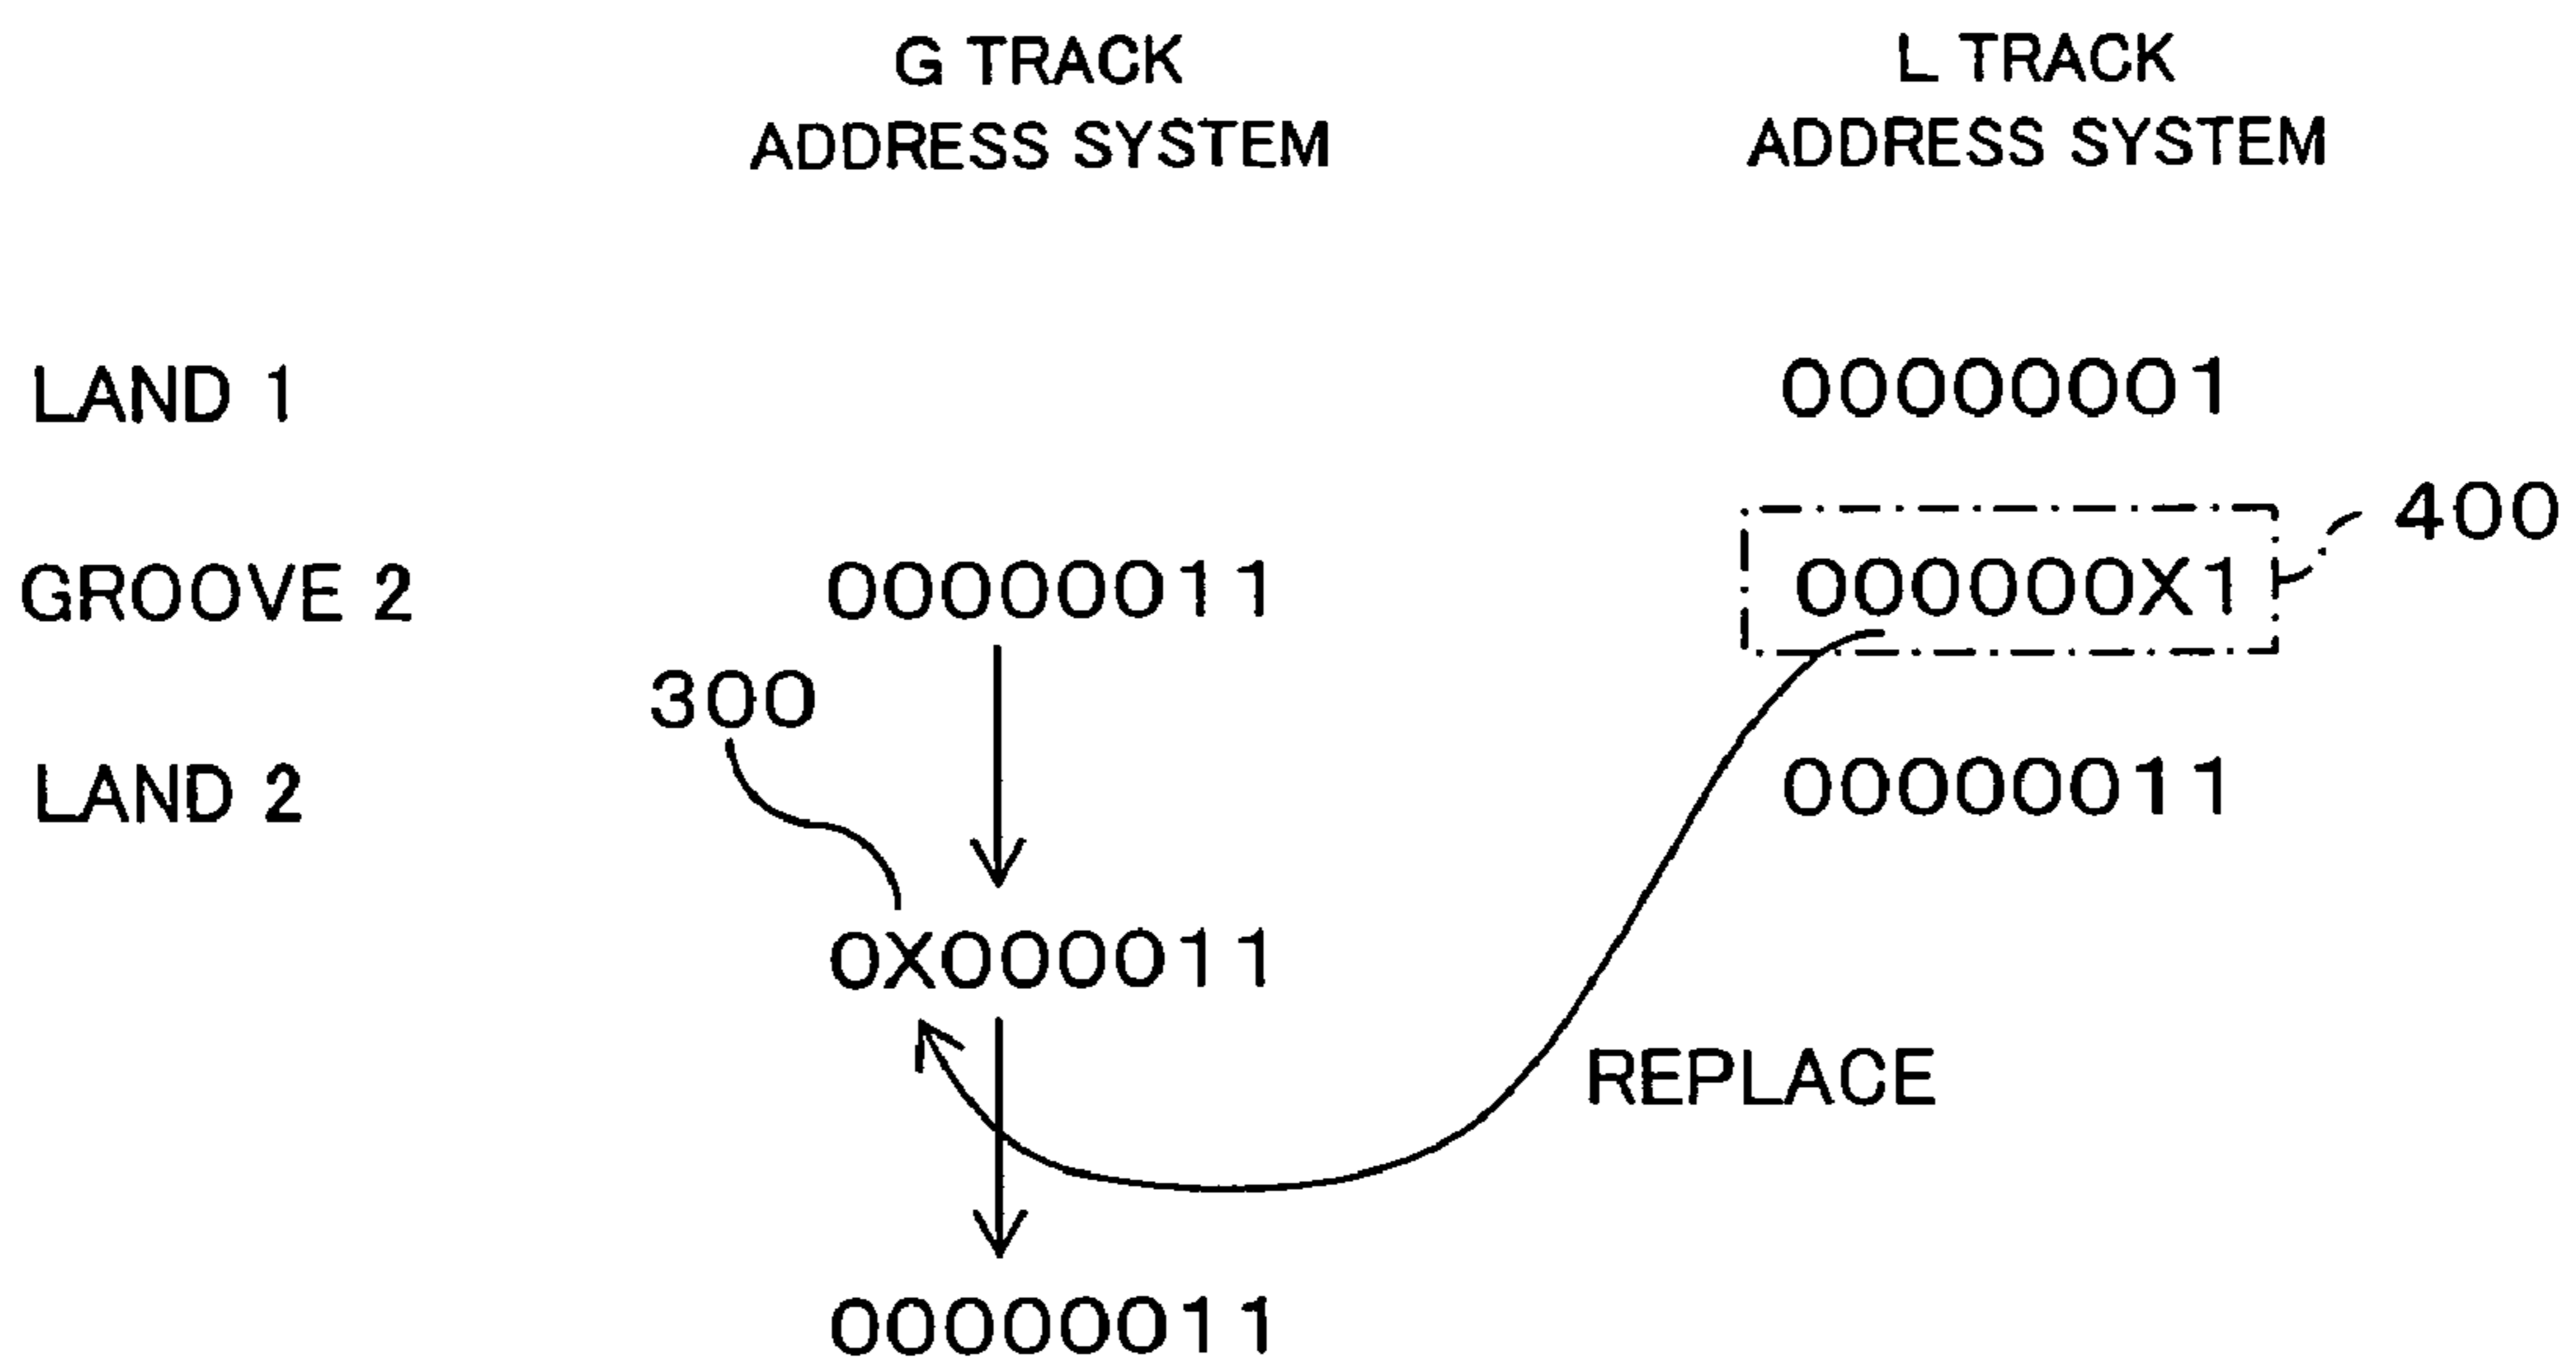 G TRACK
ADDRESS SYSTEM
L TRACK
ADDRESS SYSTEM
LAND 1
00000001
GROOVE 2
00000011
000000X1
400
300
LAND 2
00000011
0X000011
REPLACE
00000011